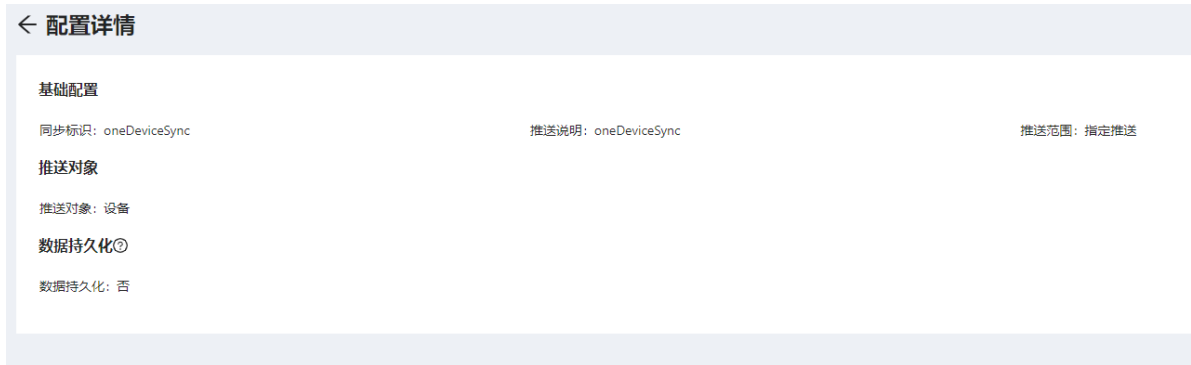 ← 配置详情
基础配置
同步标识：oneDeviceSync 推送说明：oneDeviceSync 推送范围：指定推送
推送对象
推送对象：设备
数据持久化?
数据持久化：否